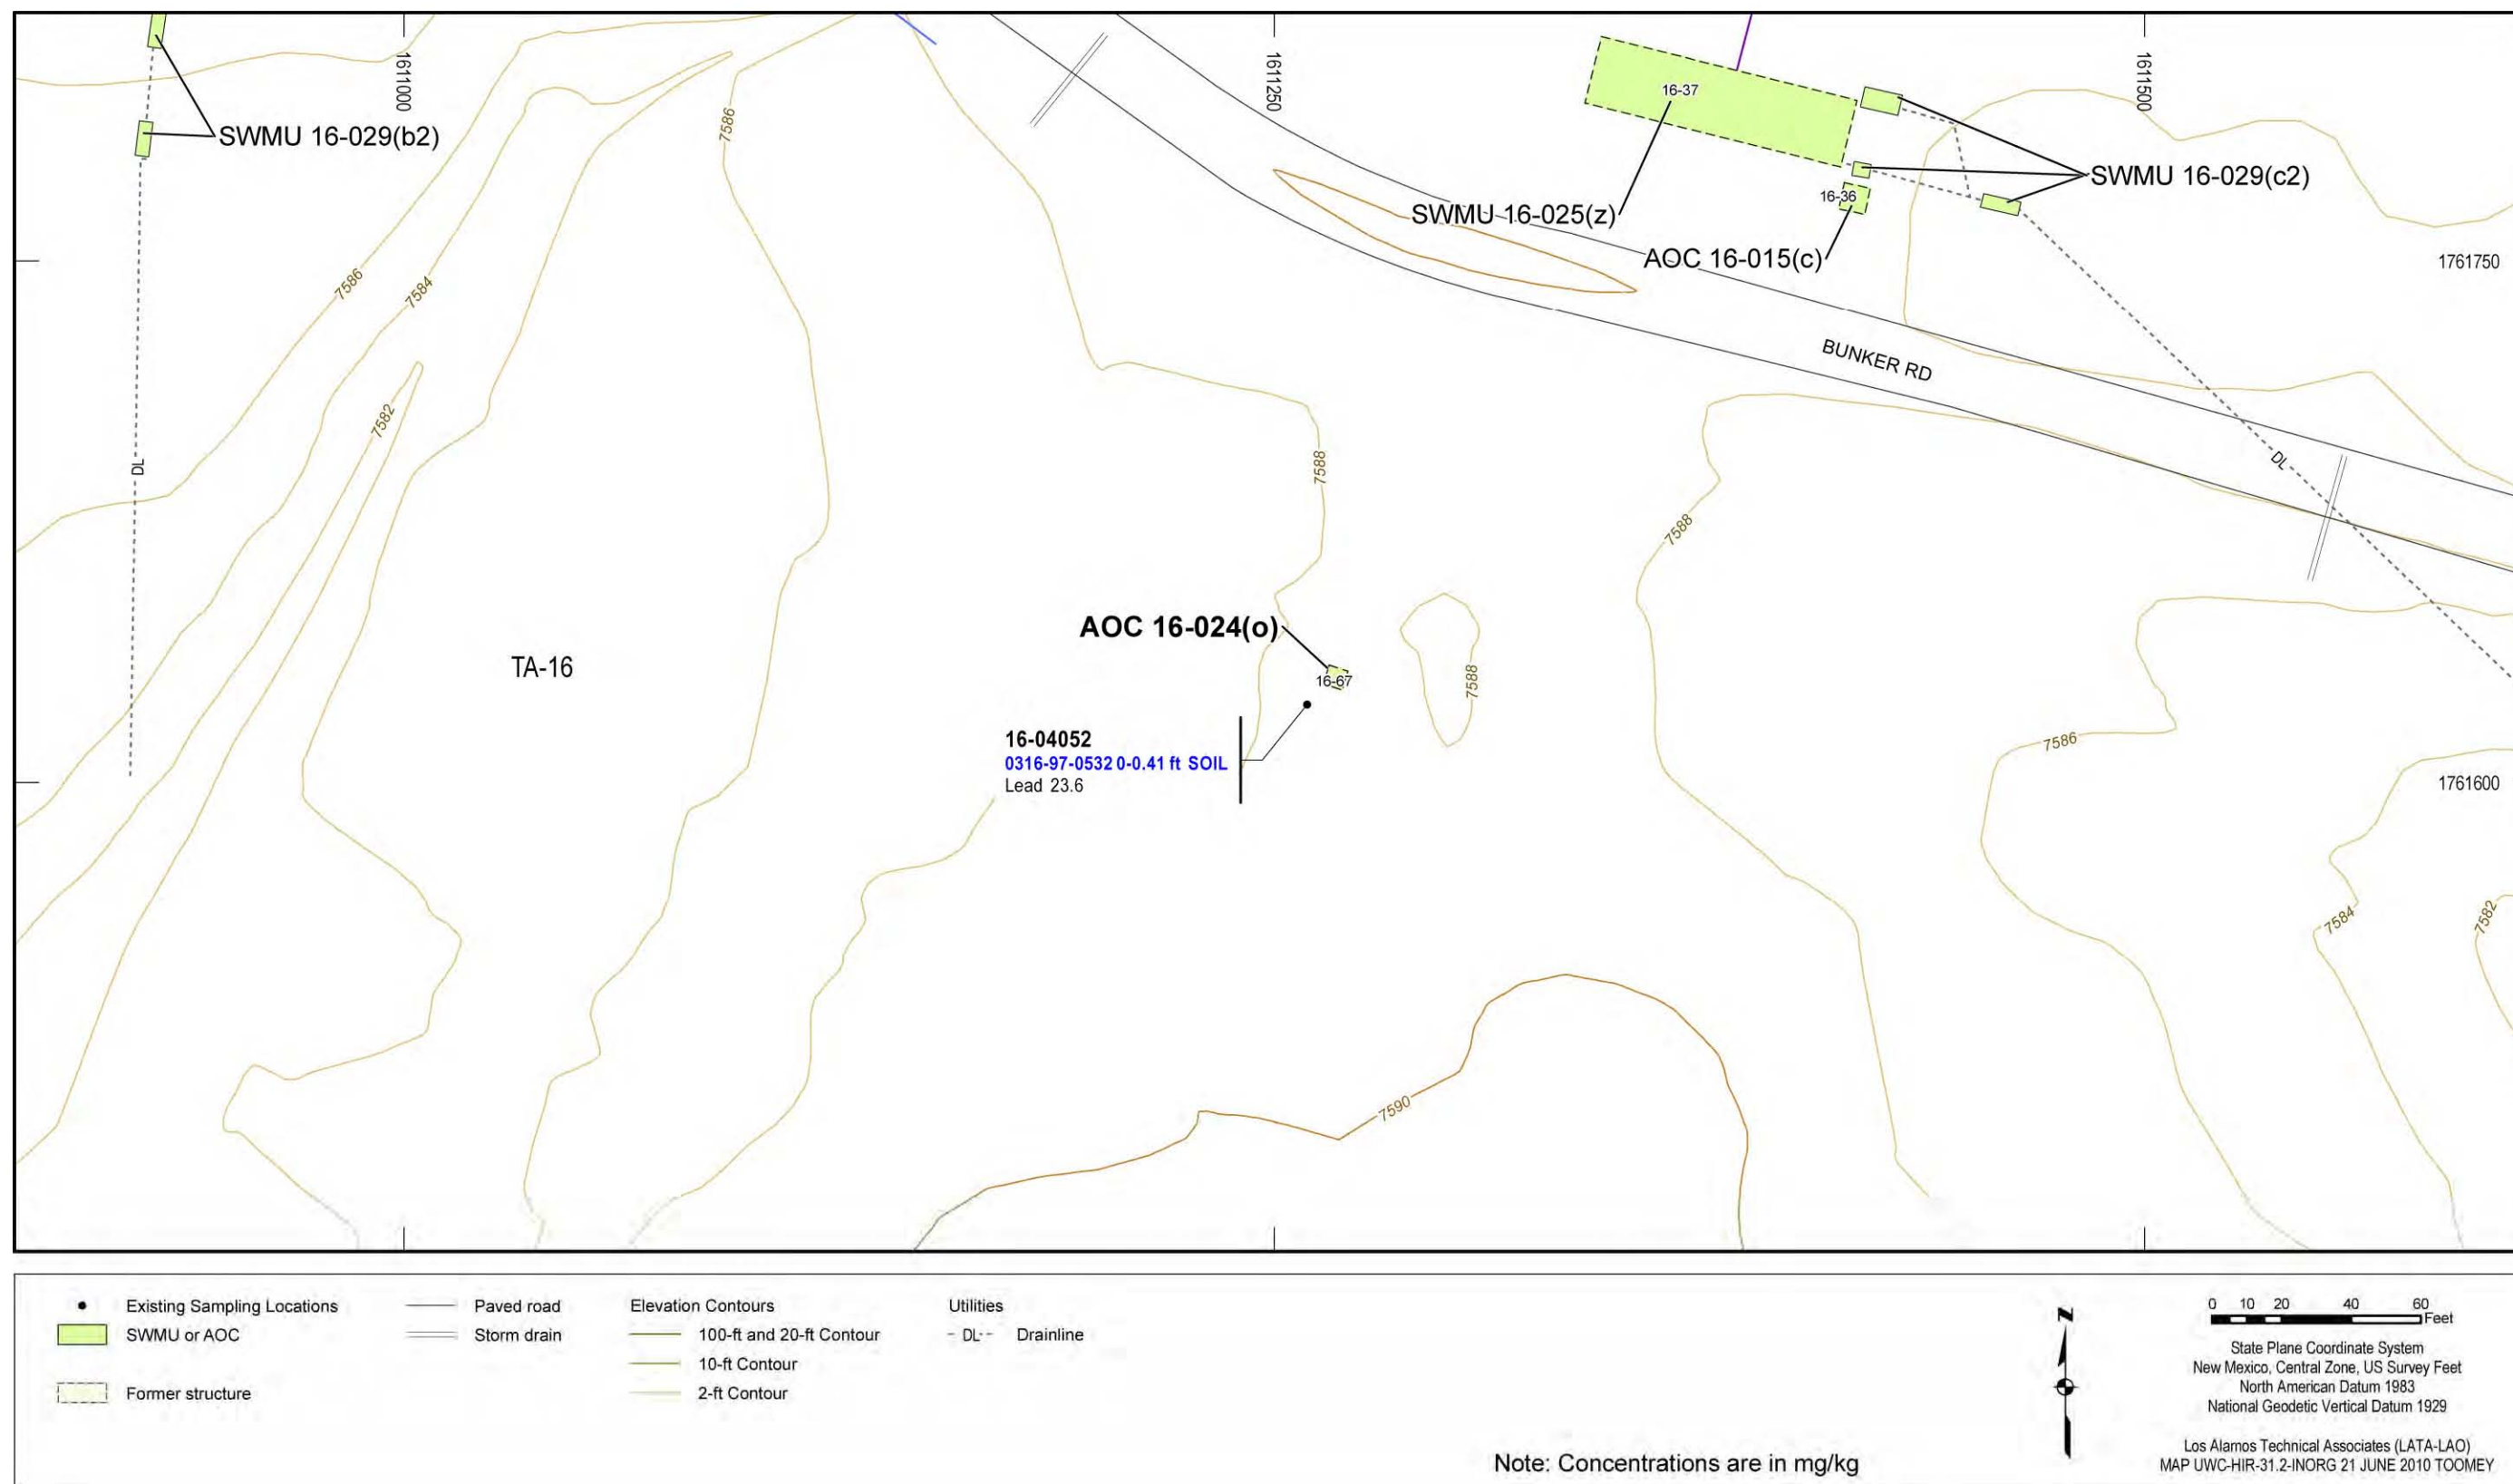 1611000
1611250
1611500
16-37
SWMU 16-029(b2)
7586
SWMU 16-029(c2)
16-36
SWMU 16-025(z)
AOC 16-015(c)
1761750
7586
7584
BUNKER RD
7582
DL
7588
DL
7588
AOC 16-024(o)
TA-16
16-67
7588
16-04052
0316-97-0532 0-0.41 ft SOIL
Lead 23.6
7586
1761600
7584
7582
7590
Existing Sampling Locations
SWMU or AOC
Former structure
Paved road
Storm drain
Elevation Contours
100-ft and 20-ft Contour
10-ft Contour
2-ft Contour
Utilities
DL
Drainline
N
0 10 20 40 60
Feet
State Plane Coordinate System
New Mexico, Central Zone, US Survey Feet
North American Datum 1983
National Geodetic Vertical Datum 1929
Los Alamos Technical Associates (LATA-LAO)
MAP UWC-HIR-31.2-INORG 21 JUNE 2010 TOOMEY
Note: Concentrations are in mg/kg